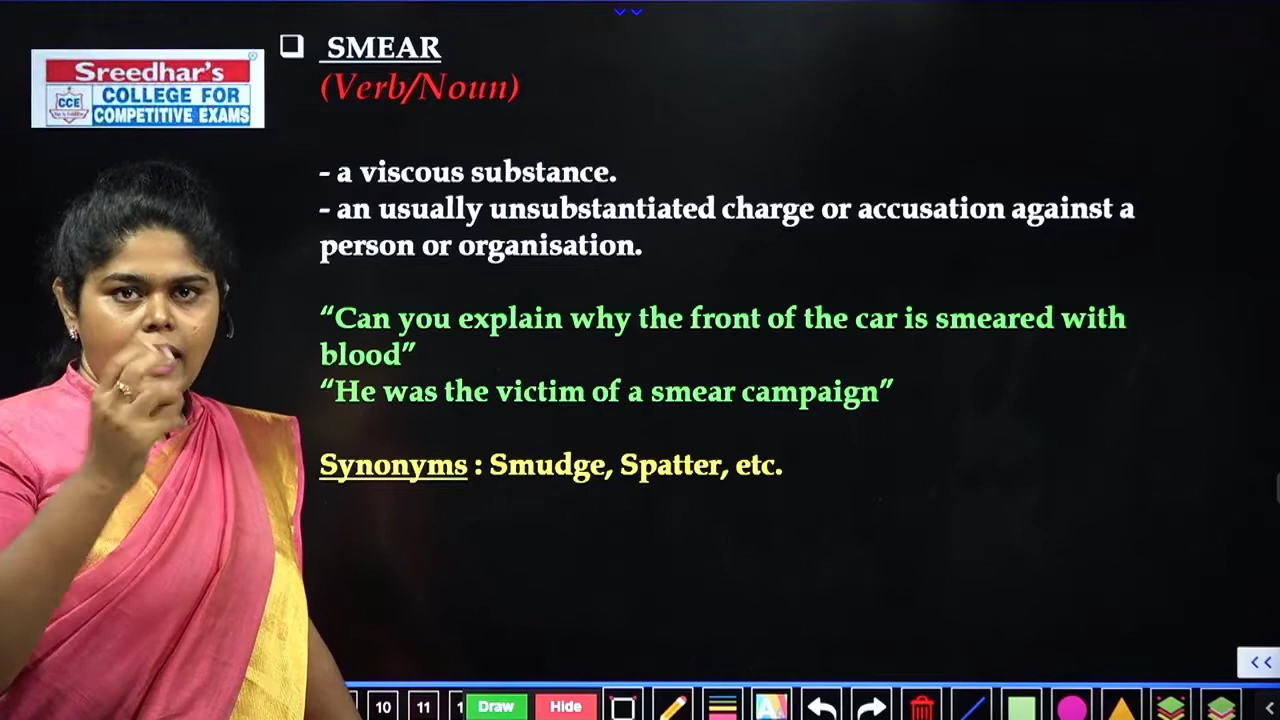 SMEAR
(Verb/Noun)
Sreedhar's
CCE
COLLEGE FOR
COMPETITIVE EXAMS
- a viscous substance.
- an usually unsubstantiated charge or accusation against a
person or organisation.
“Can you explain why the front of the car is smeared with
blood”
“He was the victim of a smear campaign”
Synonyms : Smudge, Spatter, etc.
10 11 1 Draw Hide